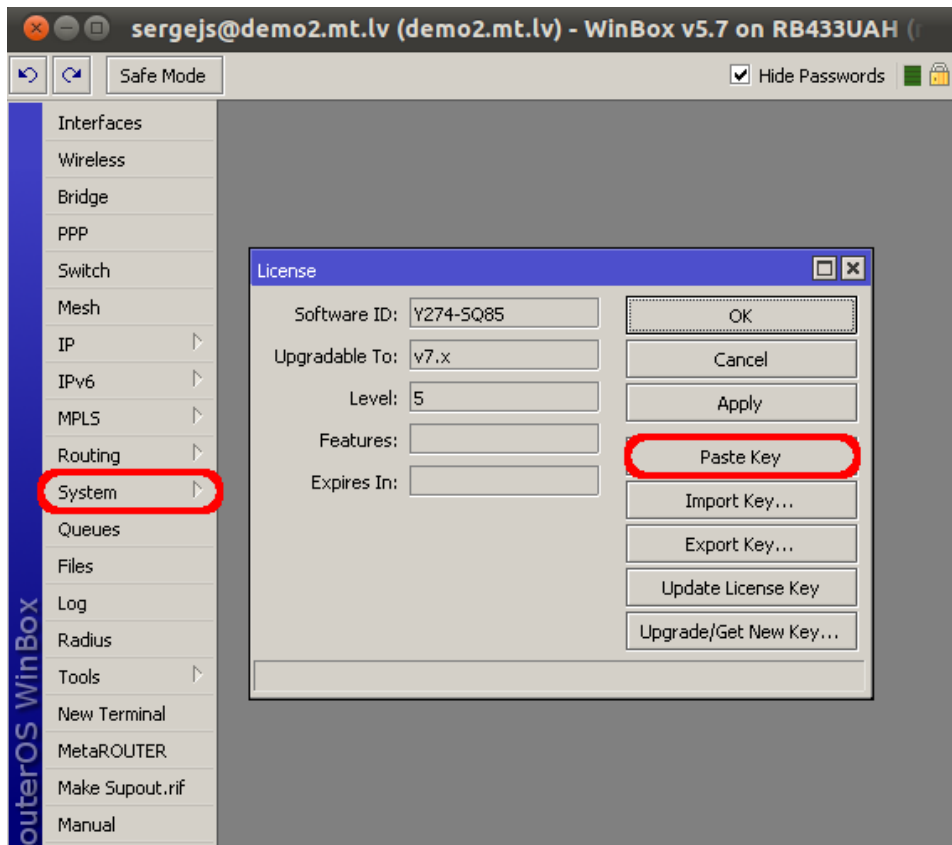 sergejs@demo2.mt.lv (demo2.mt.lv) - WinBox v5.7 on RB433UAH (
Safe Mode
Hide Passwords
Interfaces
Wireless
Bridge
PPP
Switch
Mesh
IP
IPv6
MPLS
Routing
System
Queues
Files
Log
Radius
Tools
New Terminal
MetaROUTER
Make Supout.rif
Manual
outerOS WinBox
License
Software ID: Y274-SQ85
Upgradable To: v7.x
Level: 5
Features:
Expires In:
OK
Cancel
Apply
Paste Key
Import Key...
Export Key...
Update License Key
Upgrade/Get New Key...